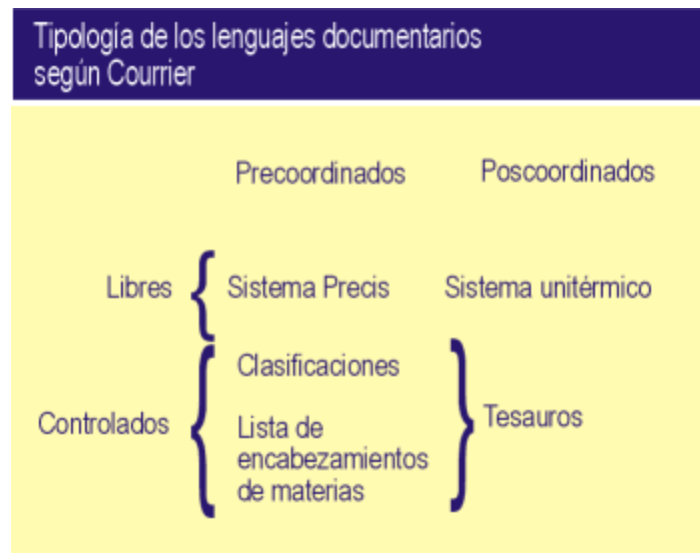 Tipología de los lenguajes documentarios
según Courrier
Precoordinados
Poscoordinados
Libres
Sistema Precis
Sistema unitérmico
Controlados
Clasificaciones
Lista de
encabezamientos
de materias
Tesauros